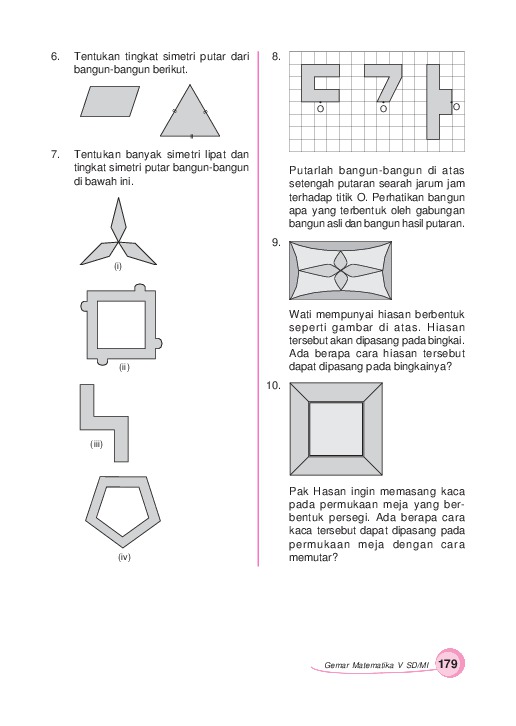 6. Tentukan tingkat simetri putar dari
bangun-bangun berikut.
7. Tentukan banyak simetri lipat dan
tingkat simetri putar bangun-bangun
di bawah ini.
(i)
(ii)
(iii)
(iv)
8.
O
O
O
Putarlah bangun-bangun di atas
setengah putaran searah jarum jam
terhadap titik O. Perhatikan bangun
apa yang terbentuk oleh gabungan
bangun asli dan bangun hasil putaran.
9.
Wati mempunyai hiasan berbentuk
seperti gambar di atas. Hiasan
tersebut akan dipasang pada bingkai.
Ada berapa cara hiasan tersebut
dapat dipasang pada bingkainya?
10.
Pak Hasan ingin memasang kaca
pada permukaan meja yang ber-
bentuk persegi. Ada berapa cara
kaca tersebut dapat dipasang pada
permukaan meja dengan cara
memutar?
Gemar Matematika V SD/MI 179